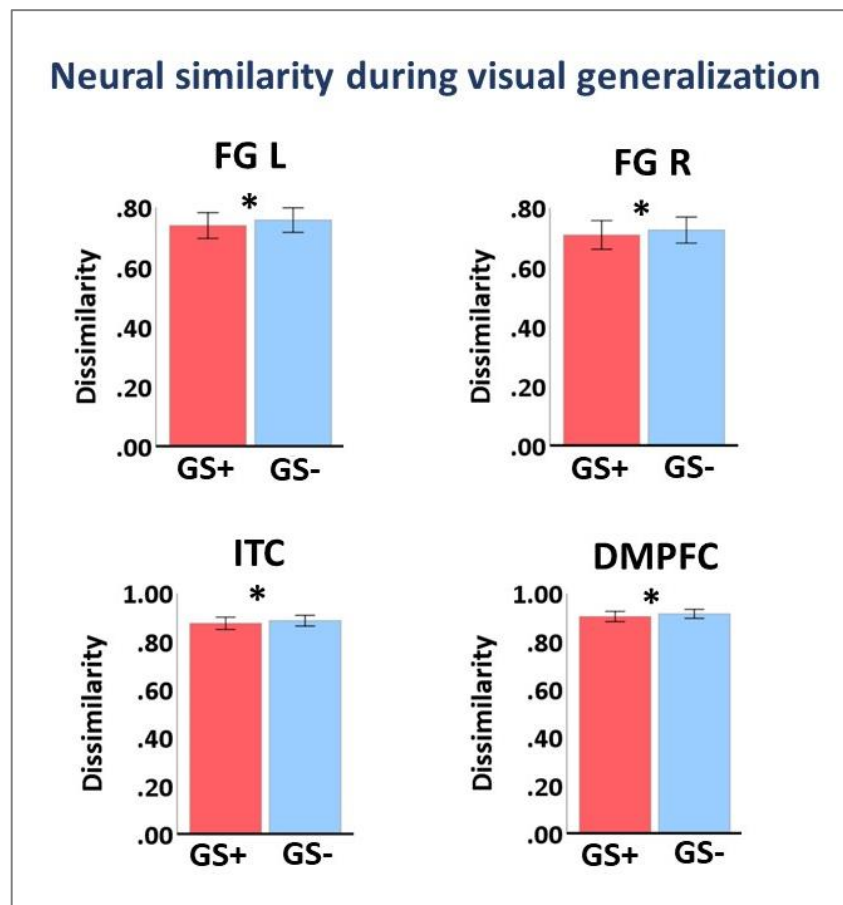 Neural similarity during visual generalization
FG L
*
.80
.60
.40
.20
.00
Dissimilarity
GS+ GS-
FG R
*
.80
.60
.40
.20
.00
Dissimilarity
GS+ GS-
ITC
*
1.00
.80
.60
.40
.20
.00
Dissimilarity
GS+ GS-
DMPFC
*
1.00
.80
.60
.40
.20
.00
Dissimilarity
GS+ GS-